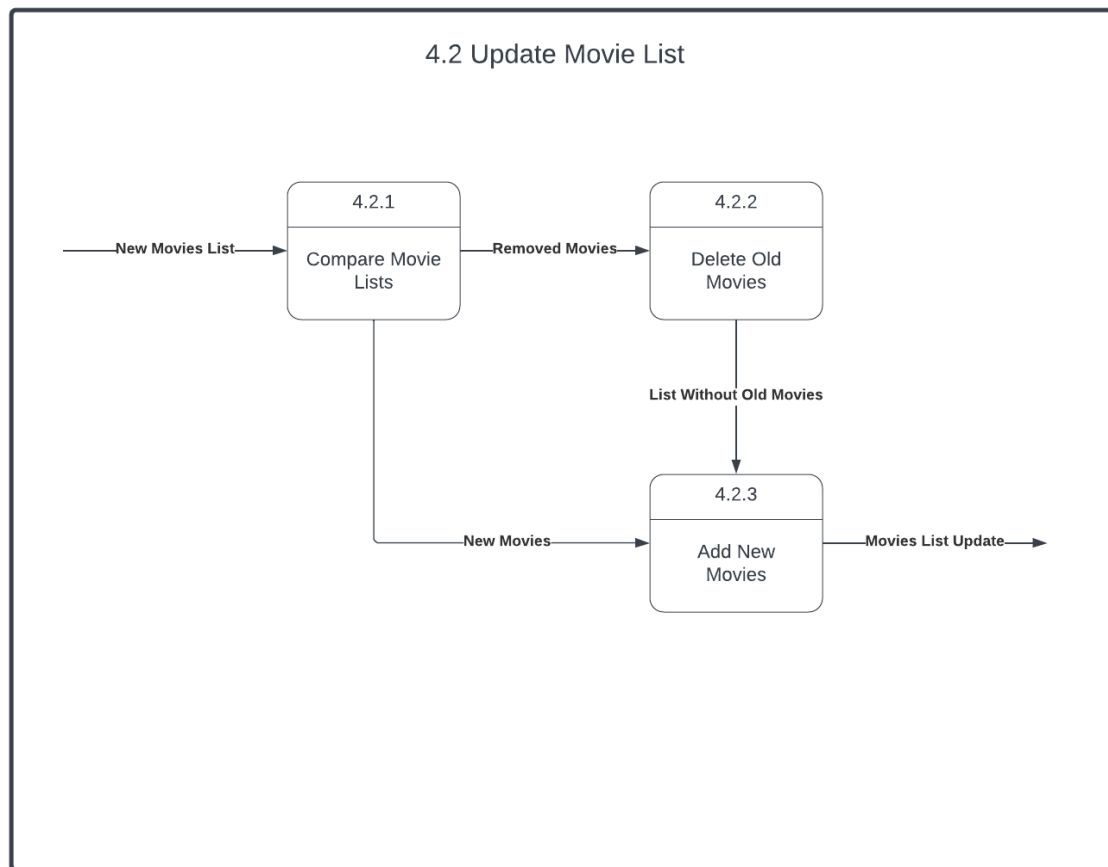 4.2 Update Movie List
4.2.1
4.2.2
New Movies List
Compare Movie
Lists
Removed Movies
Delete Old
Movies
List Without Old Movies
4.2.3
New Movies
Add New
Movies
Movies List Update